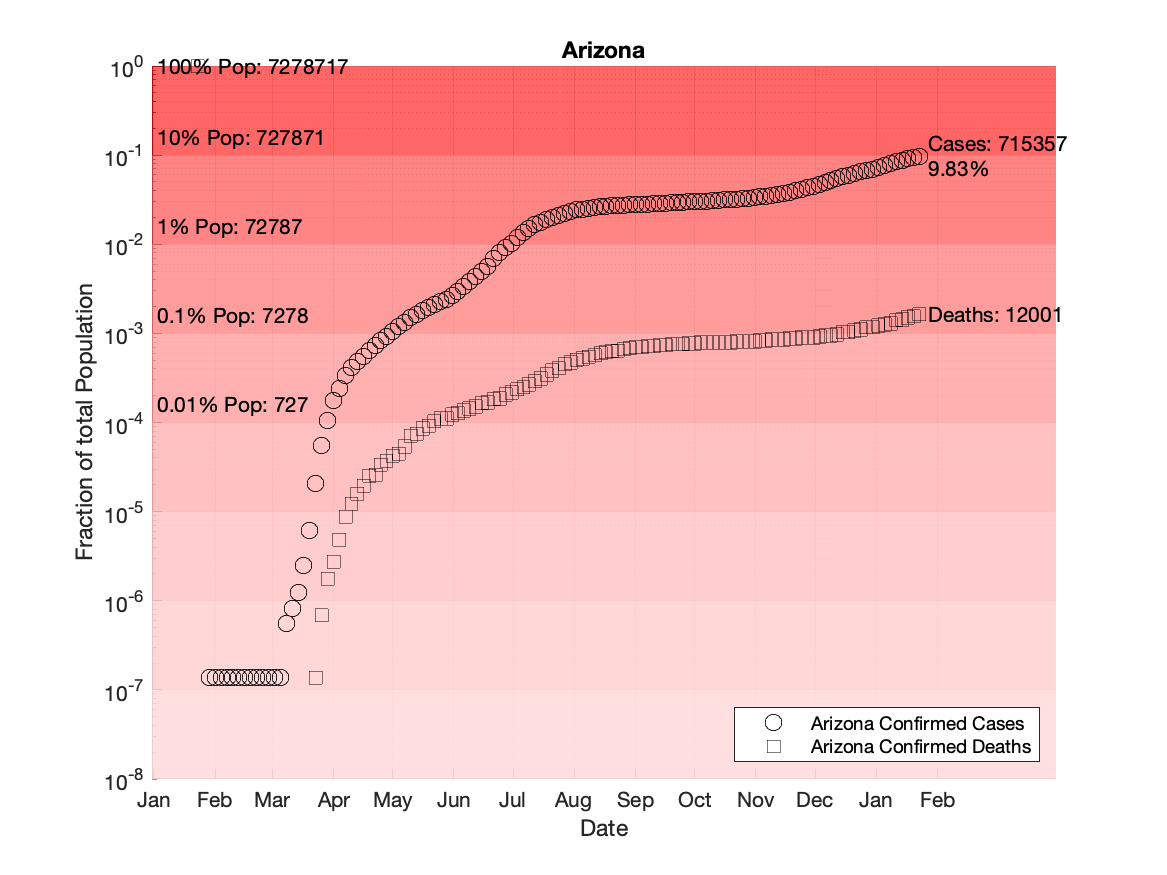 Arizona
10^0
100% Pop: 7278717
10% Pop: 727871
Cases: 715357
10^-1
9.83%
1% Pop: 72787
10^-2
0.1% Pop: 7278
Deaths: 12001
10^-3
0.01% Pop: 727
10^-4
10^-5
10^-6
10^-7
10^-8
Fraction of total Population
Arizona Confirmed Cases
Arizona Confirmed Deaths
Jan Feb Mar Apr May Jun Jul Aug Sep Oct Nov Dec Jan Feb
Date